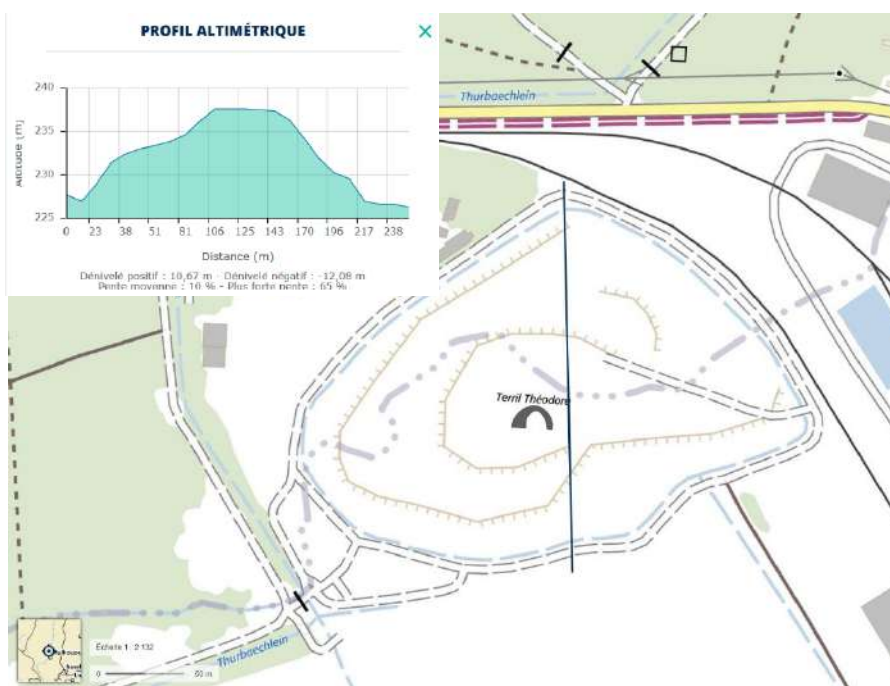 PROFIL ALTIMÉTRIQUE
240
235
230
225
Altitude (m)
0 23 38 51 64 81 106 125 143 170 196 217 238
Distance (m)
Dénivelé positif : 10,67 m - Dénivelé négatif : -12,08 m
Pente moyenne : 10 % - Plus forte pente : 65 %
Thurbaechlein
Terril Théodore
Thurbaechlein
Échelle 1 : 2 132
0 50 m